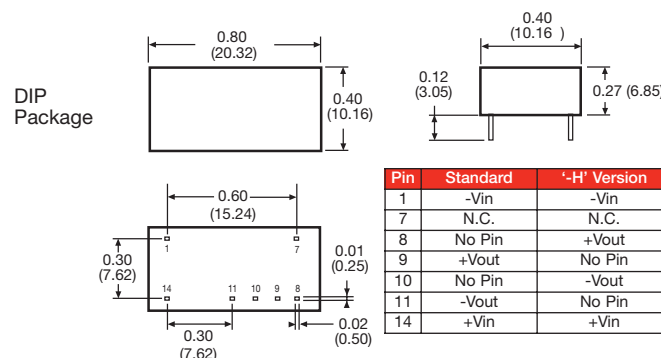 0.80
(20.32)
0.40
(10.16)
DIP
Package
0.40
(10.16)
0.12
(3.05)
0.27 (6.85)
0.60
(15.24)
1
7
0.30
(7.62)
14
11
10
9
8
0.01
(0.25)
0.30
(7.62)
0.02
(0.50)
Pin Standard '-H' Version
1 -Vin -Vin
7 N.C. N.C.
8 No Pin +Vout
9 +Vout No Pin
10 No Pin -Vout
11 -Vout No Pin
14 +Vin +Vin